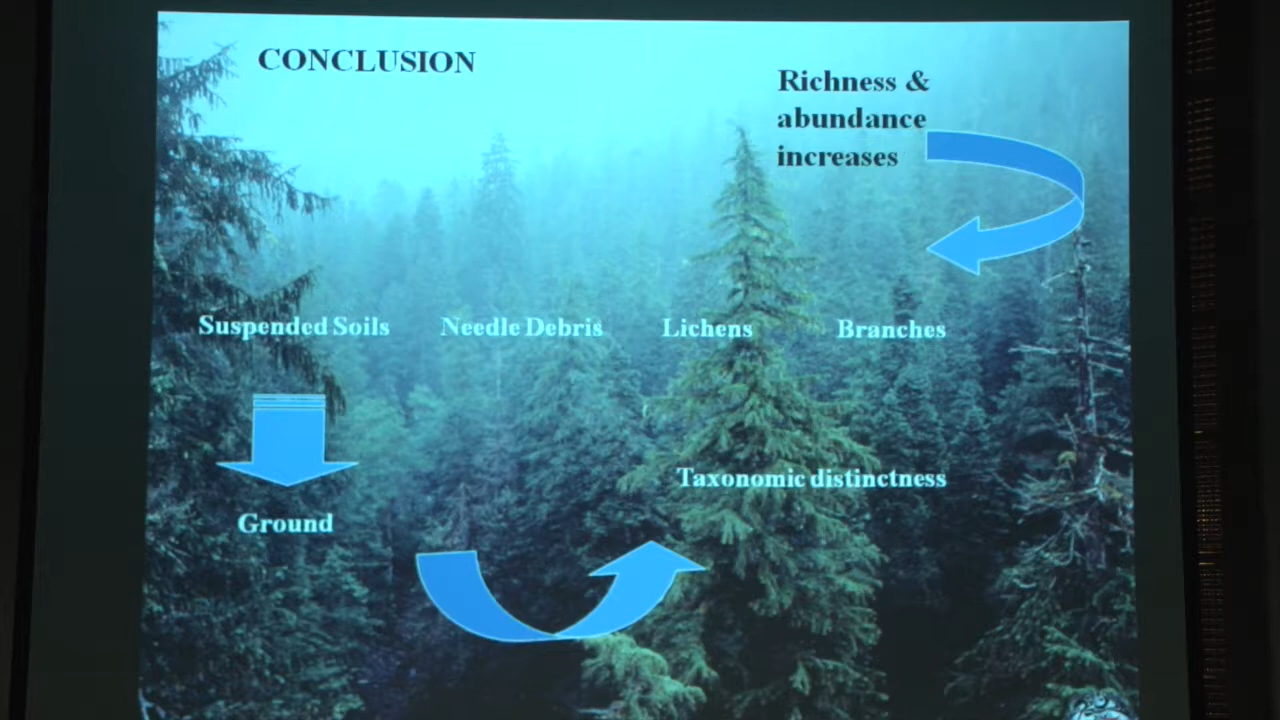 CONCLUSION
Richness &
abundance
increases
Suspended Soils
Needle Debris
Lichens
Branches
Taxonomic distinctness
Ground